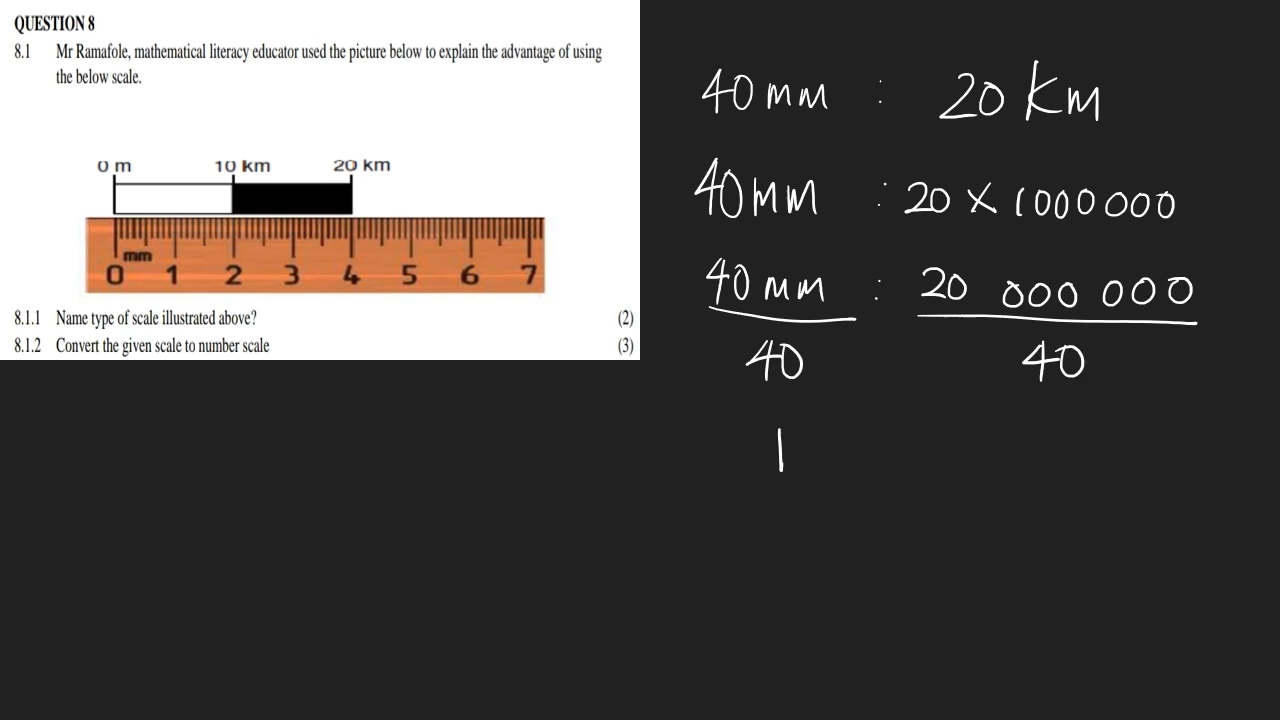 QUESTION 8
8.1 Mr Ramafole, mathematical literacy educator used the picture below to explain the advantage of using
the below scale.
0 m 10 km 20 km
mm
0 1 2 3 4 5 6 7
8.1.1 Name type of scale illustrated above? (2)
8.1.2 Convert the given scale to number scale (3)
40 mm : 20 Km
40 mm : 20 × 1000 000
40 mm : 20 000 000
40 40
1